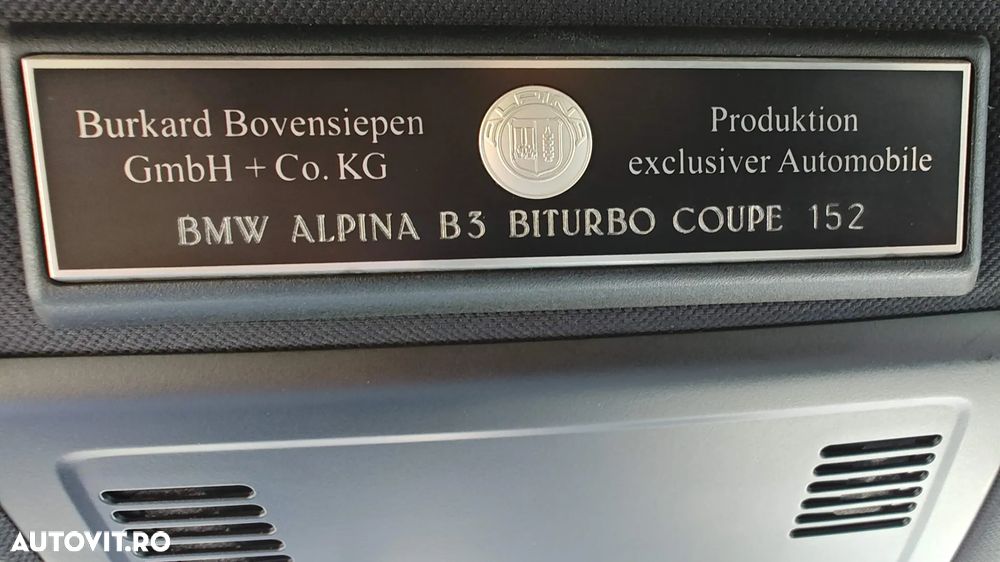 Burkard Bovensiepen
GmbH + Co. KG
ALPINA
Produktion
exclusiver Automobile
BMW ALPINA B3 BITURBO COUPE 152
AUTOVIT.RO